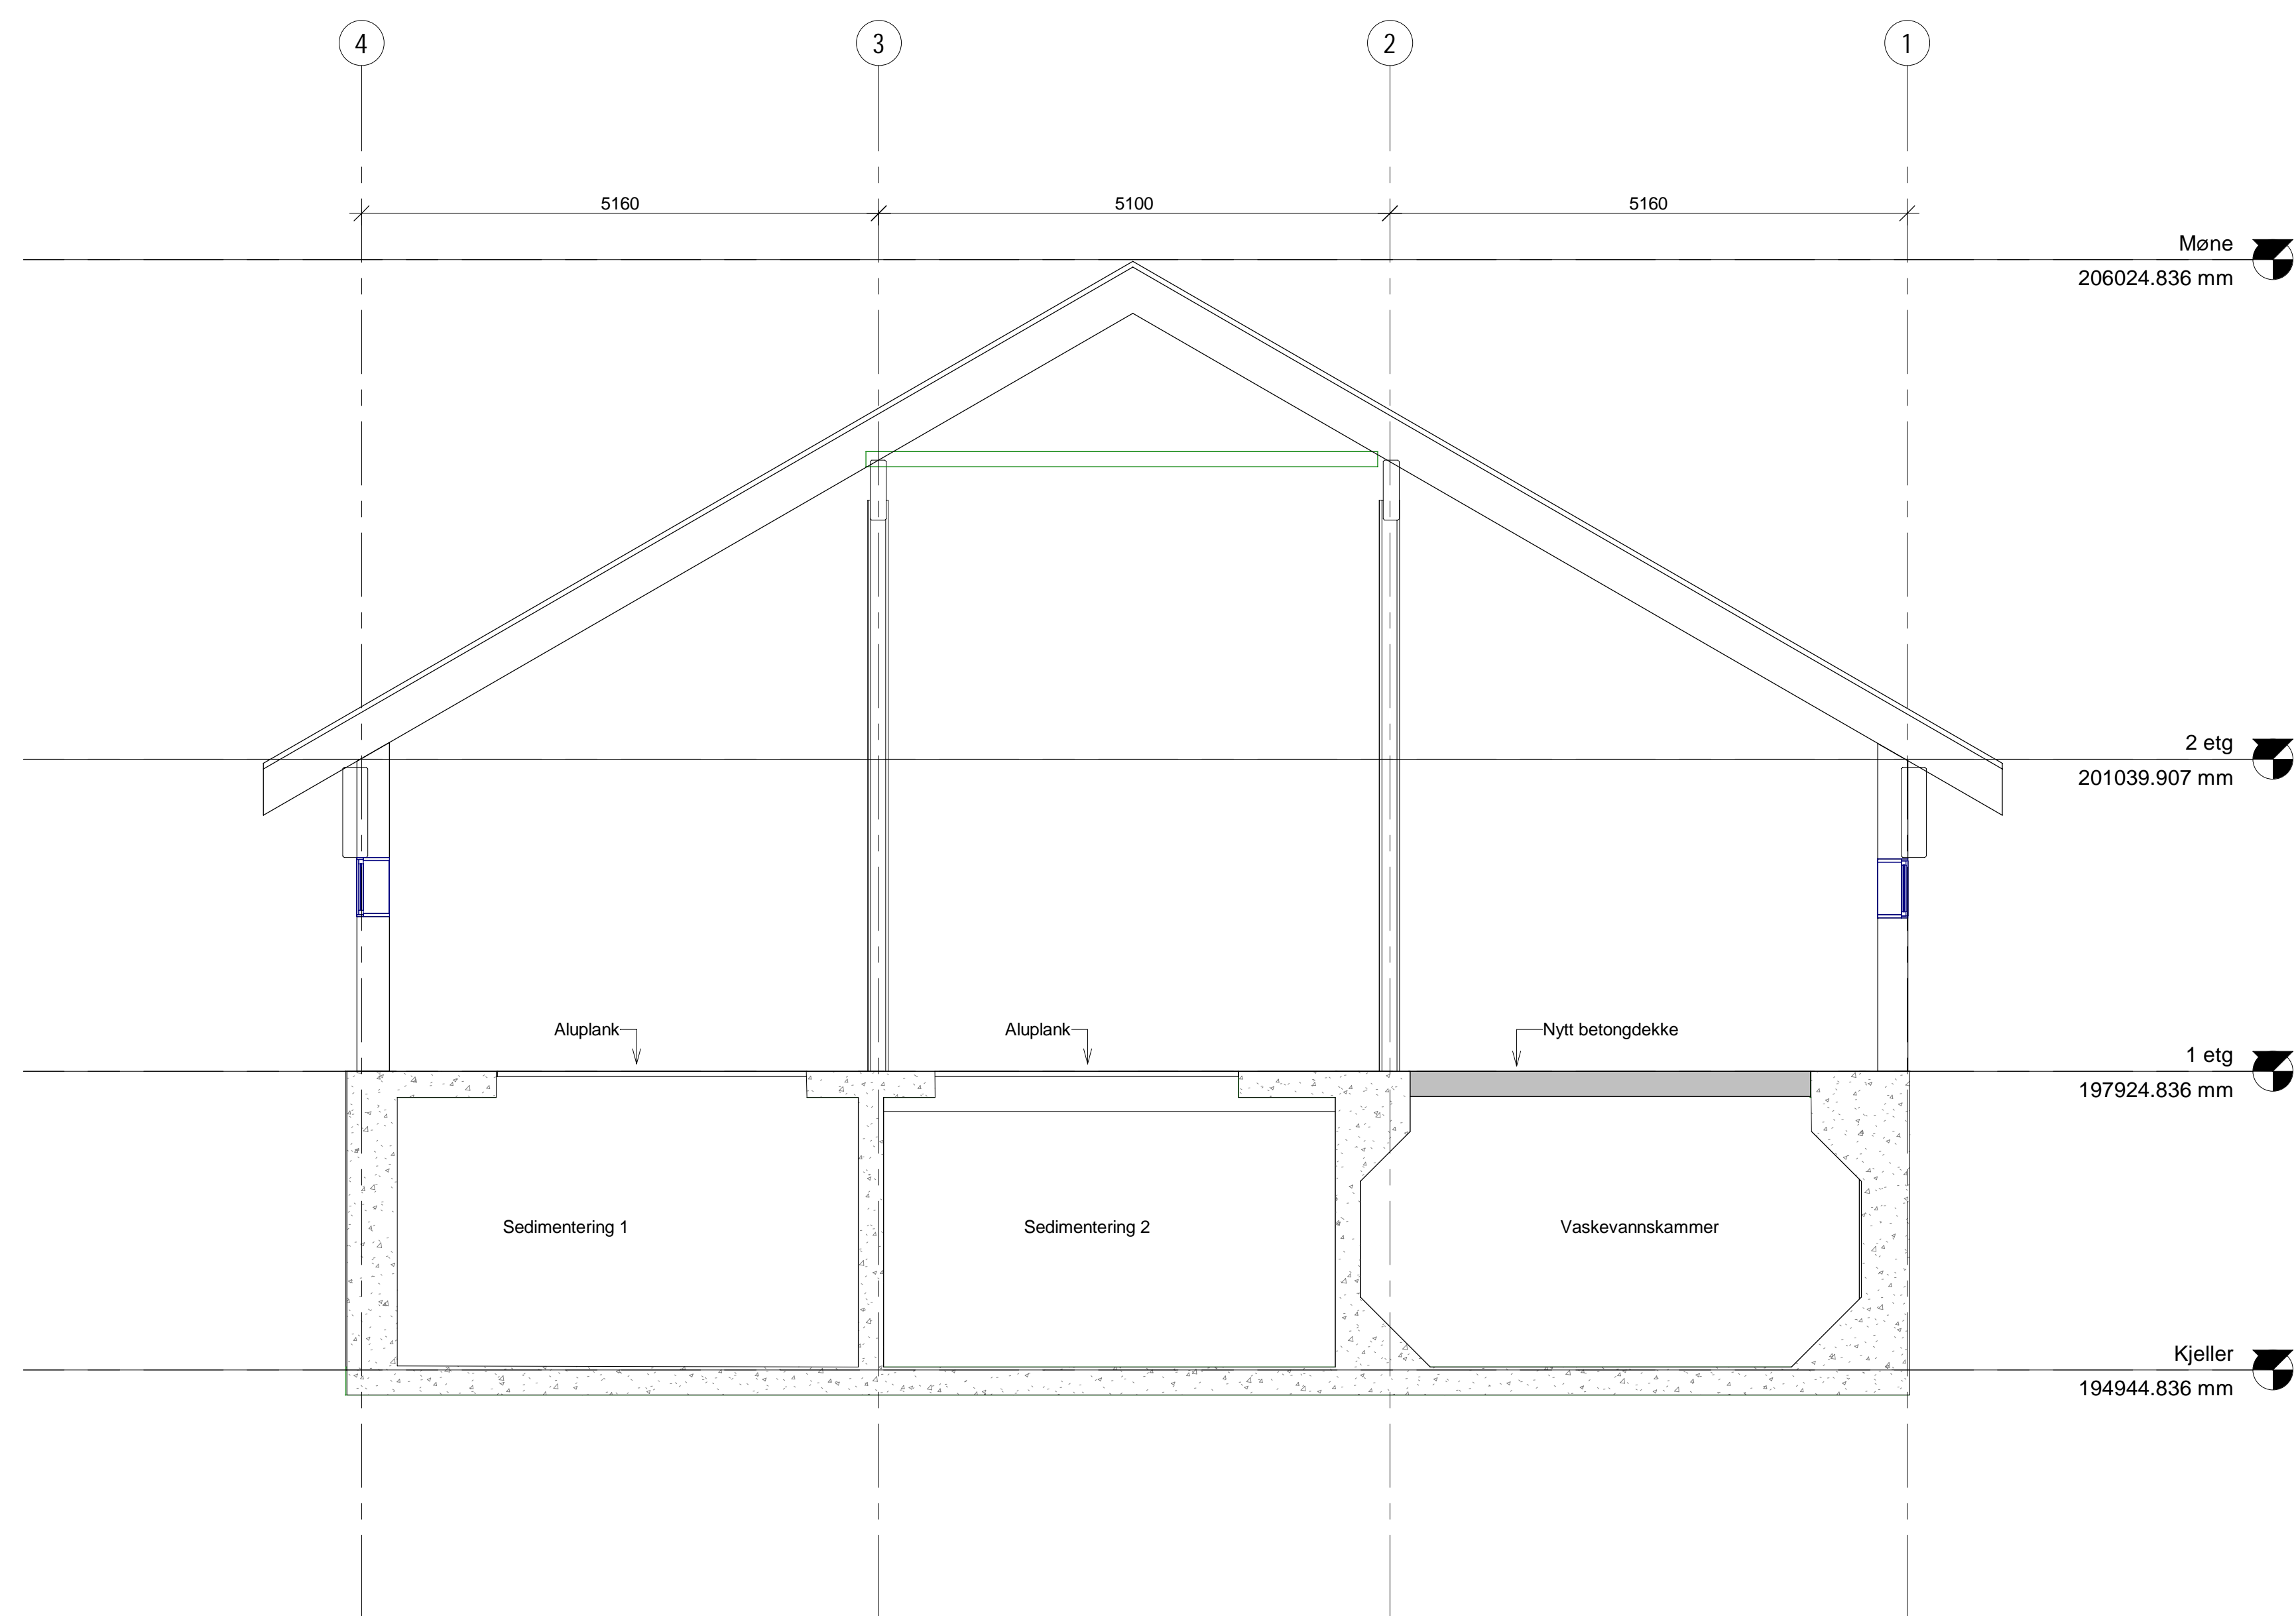 4
3
2
1
5160
5100
5160
Møne
206024.836 mm
2 etg
201039.907 mm
Aluplank
Aluplank
Nytt betongdekke
1 etg
197924.836 mm
Sedimentering 1
Sedimentering 2
Vaskevannskammer
Kjeller
194944.836 mm